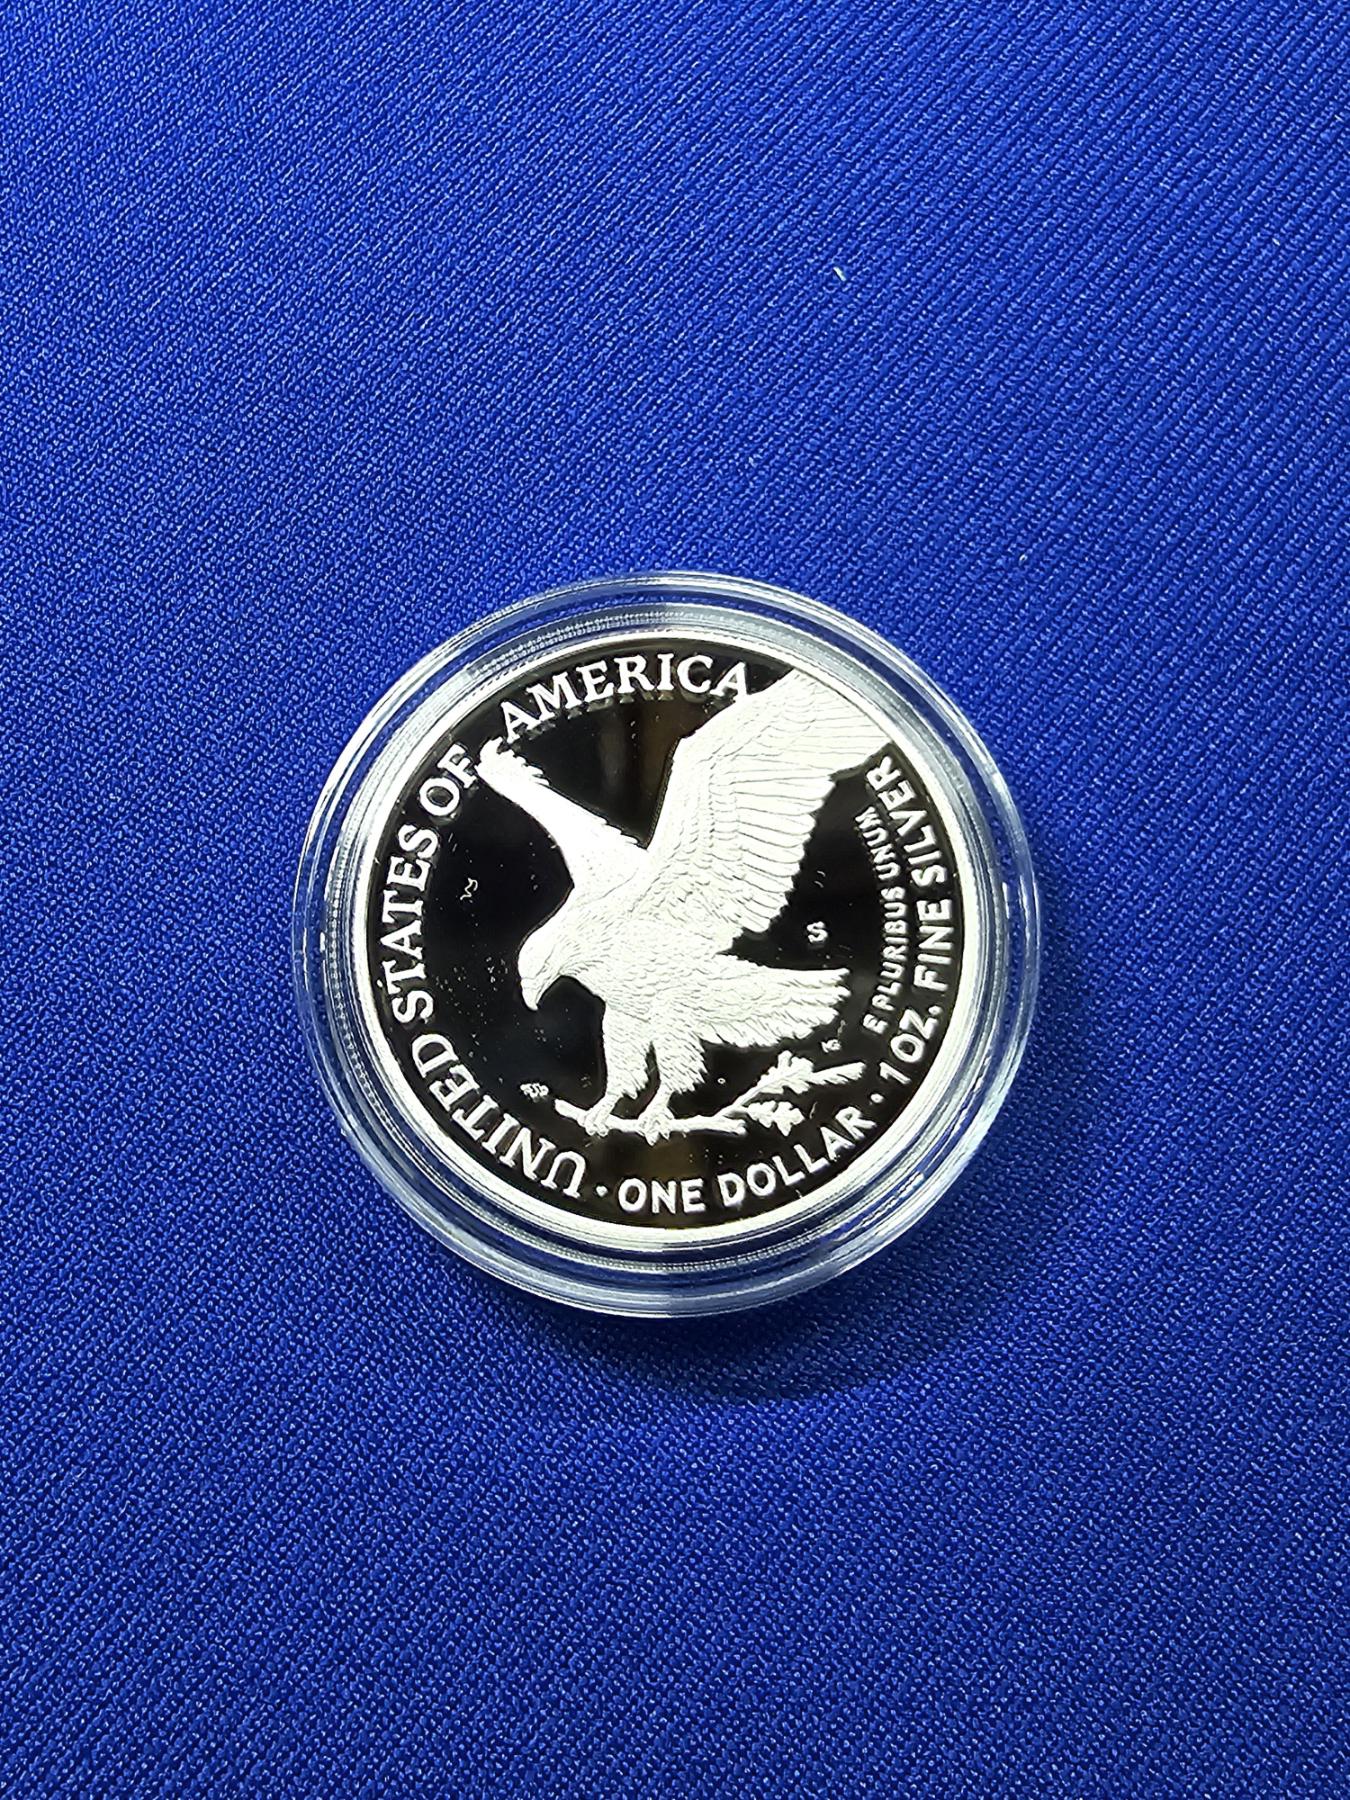 UNITED STATES OF AMERICA
S
E PLURIBUS UNUM
· ONE DOLLAR · 1 OZ. FINE SILVER